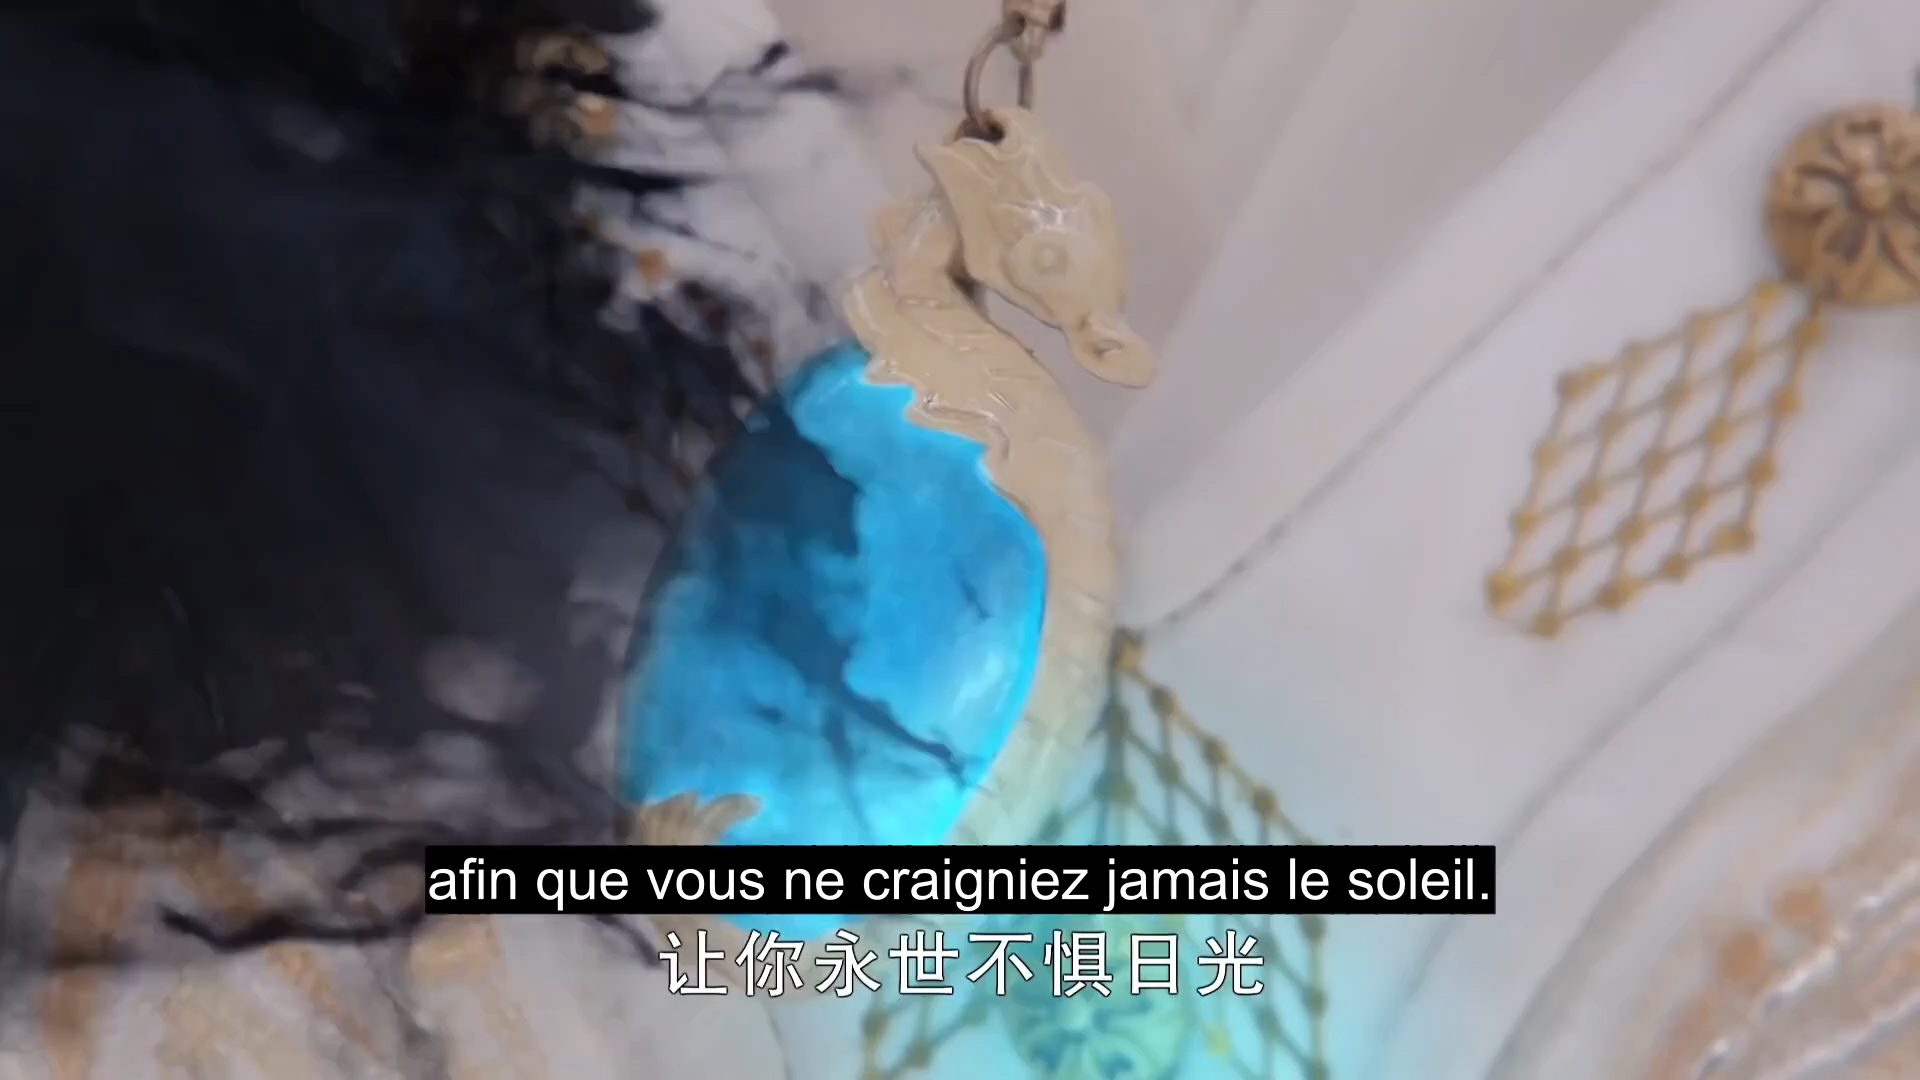 afin que vous ne craigniez jamais le soleil.
让你永世不惧日光